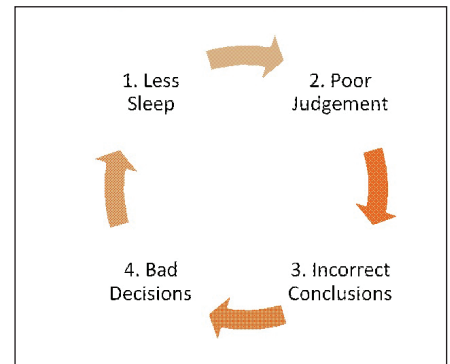 1. Less
Sleep
2. Poor
Judgement
3. Incorrect
Conclusions
4. Bad
Decisions